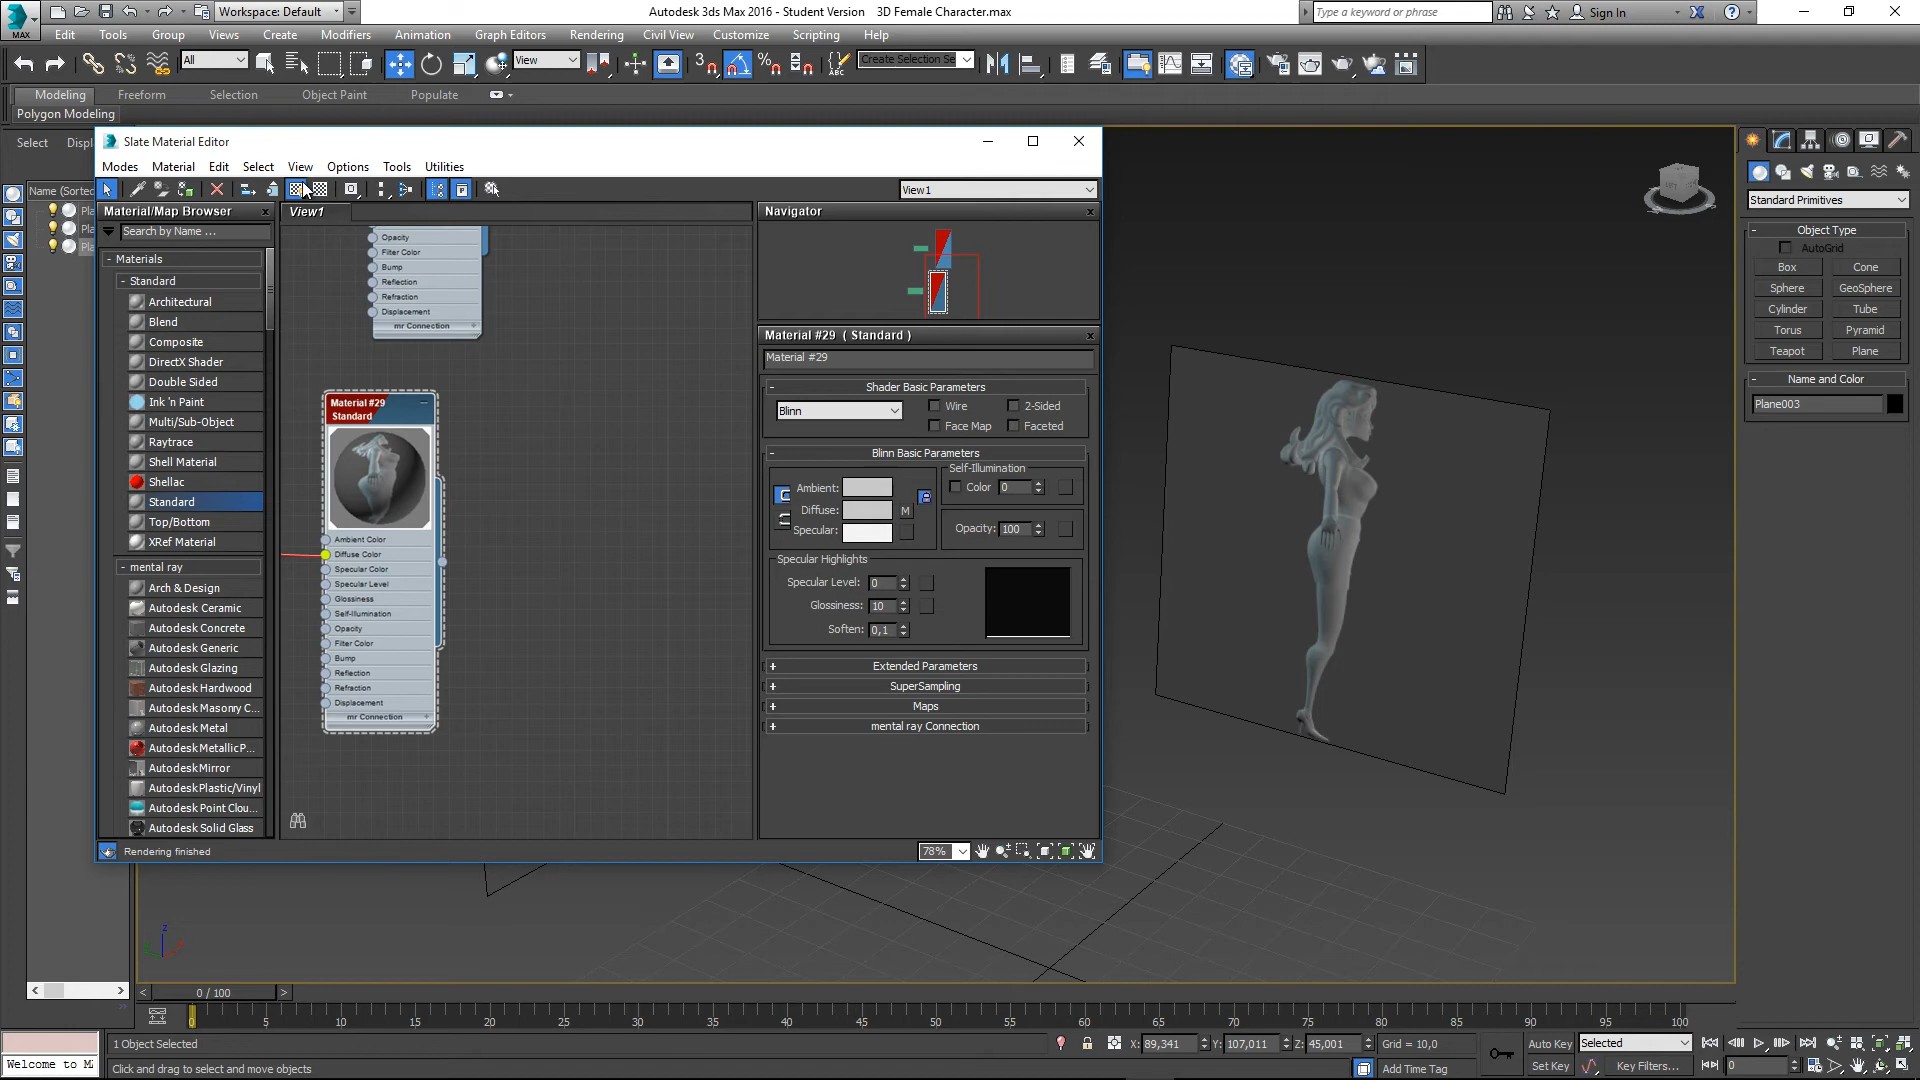 Workspace: Default
Autodesk 3ds Max 2016 - Student Version    3D Female Character.max
Type a keyword or phrase
Sign In
MAX
Edit Tools Group Views Create Modifiers Animation Graph Editors Rendering Civil View Customize Scripting Help
All
View
3
Create Selection Se
Modeling Freeform Selection Object Paint Populate
Polygon Modeling
Select
Slate Material Editor
Modes Material Edit Select View Options Tools Utilities
View1
Name (Sorted
Material/Map Browser
View1
Navigator
Search by Name ...
- Materials
- Standard
Architectural
Blend
Composite
DirectX Shader
Double Sided
Ink 'n Paint
Multi/Sub-Object
Raytrace
Shell Material
Shellac
Standard
Top/Bottom
XRef Material
- mental ray
Arch & Design
Autodesk Ceramic
Autodesk Concrete
Autodesk Generic
Autodesk Glazing
Autodesk Hardwood
Autodesk Masonry C...
Autodesk Metal
Autodesk Metallic P...
Autodesk Mirror
Autodesk Plastic/Vinyl
Autodesk Point Clou...
Autodesk Solid Glass
Opacity
Filter Color
Bump
Reflection
Refraction
Displacement
mr Connection +
Material #29
Standard
Ambient Color
Diffuse Color
Specular Color
Specular Level
Glossiness
Self-Illumination
Opacity
Filter Color
Bump
Reflection
Refraction
Displacement
mr Connection +
Material #29 ( Standard )
Material #29
- Shader Basic Parameters
Blinn
Wire
2-Sided
Face Map
Faceted
- Blinn Basic Parameters
Self-Illumination
Ambient:
Color 0
Diffuse: M
Specular:
Opacity: 100
Specular Highlights
Specular Level: 0
Glossiness: 10
Soften: 0,1
+ Extended Parameters
+ SuperSampling
+ Maps
+ mental ray Connection
Rendering finished
78%
Standard Primitives
- Object Type
AutoGrid
Box Cone
Sphere GeoSphere
Cylinder Tube
Torus Pyramid
Teapot Plane
- Name and Color
Plane003
z
0 / 100
0 5 10 15 20 25 30 35 40 45 50 55 60 65 70 75 80 85 90 95 100
1 Object Selected
X: 89,341 Y: 107,011 Z: 45,001
Grid = 10,0
Auto Key
Selected
Welcome to M
Click and drag to select and move objects
Add Time Tag
Set Key
Key Filters...
0